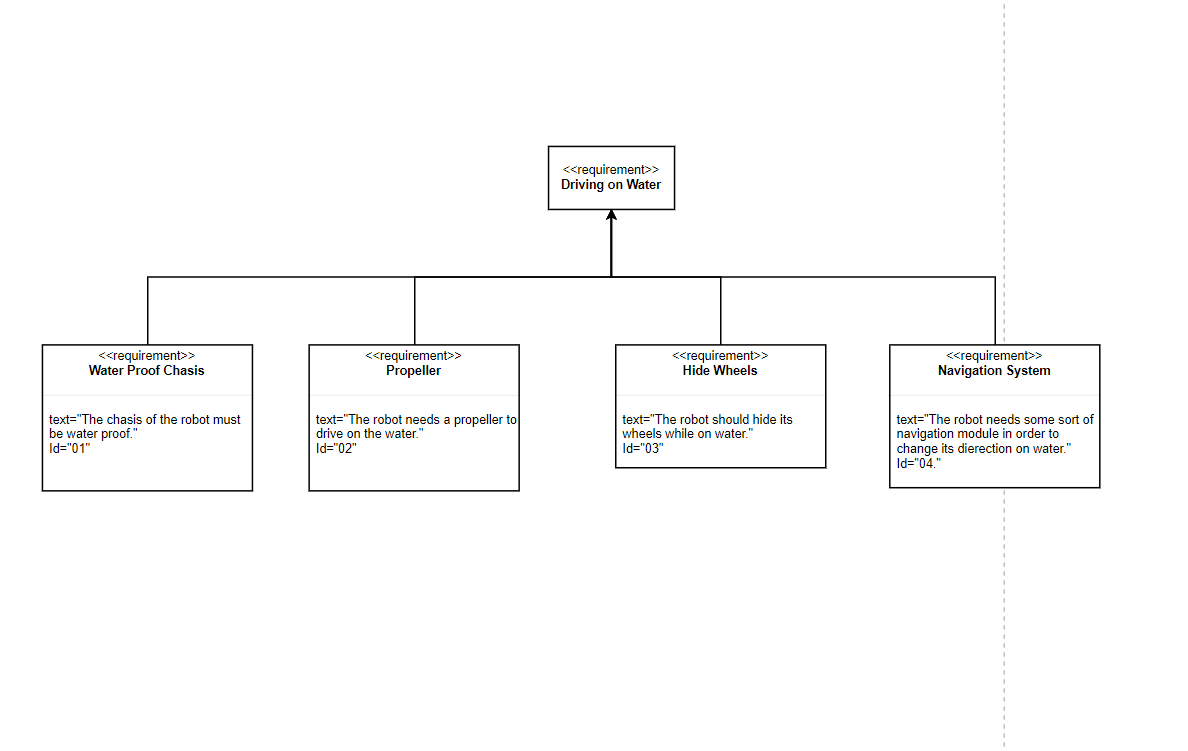 <<requirement>>
Driving on Water
<<requirement>>
Water Proof Chasis
text="The chasis of the robot must
be water proof."
Id="01"
<<requirement>>
Propeller
text="The robot needs a propeller to
drive on the water."
Id="02"
<<requirement>>
Hide Wheels
text="The robot should hide its
wheels while on water."
Id="03"
<<requirement>>
Navigation System
text="The robot needs some sort of
navigation module in order to
change its dierection on water."
Id="04."